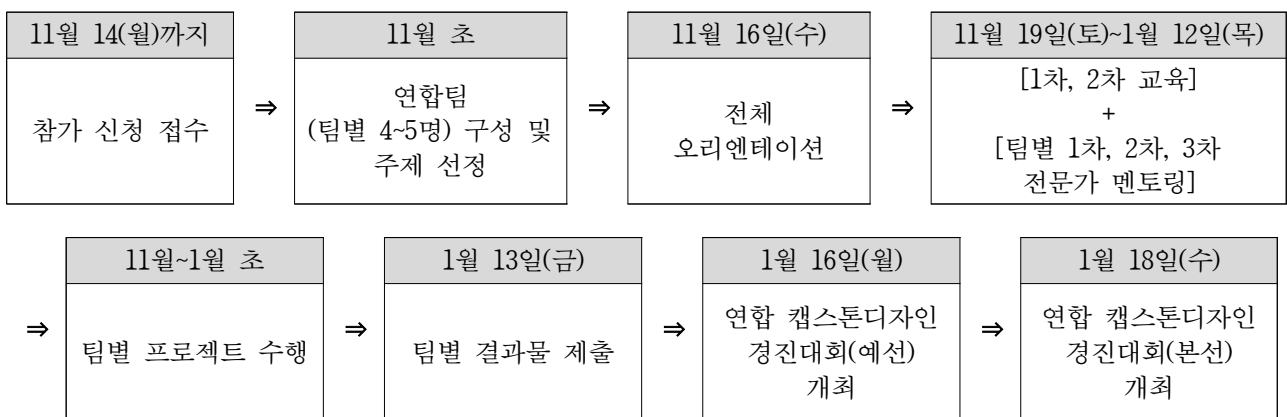 11월 14(월)까지
참가 신청 접수
⇒
11월 초
연합팀
(팀별 4~5명) 구성 및
주제 선정
⇒
11월 16일(수)
전체
오리엔테이션
⇒
11월 19일(토)~1월 12일(목)
[1차, 2차 교육]
+
[팀별 1차, 2차, 3차
전문가 멘토링]
⇒
11월~1월 초
팀별 프로젝트 수행
⇒
1월 13일(금)
팀별 결과물 제출
⇒
1월 16일(월)
연합 캡스톤디자인
경진대회(예선)
개최
⇒
1월 18일(수)
연합 캡스톤디자인
경진대회(본선)
개최